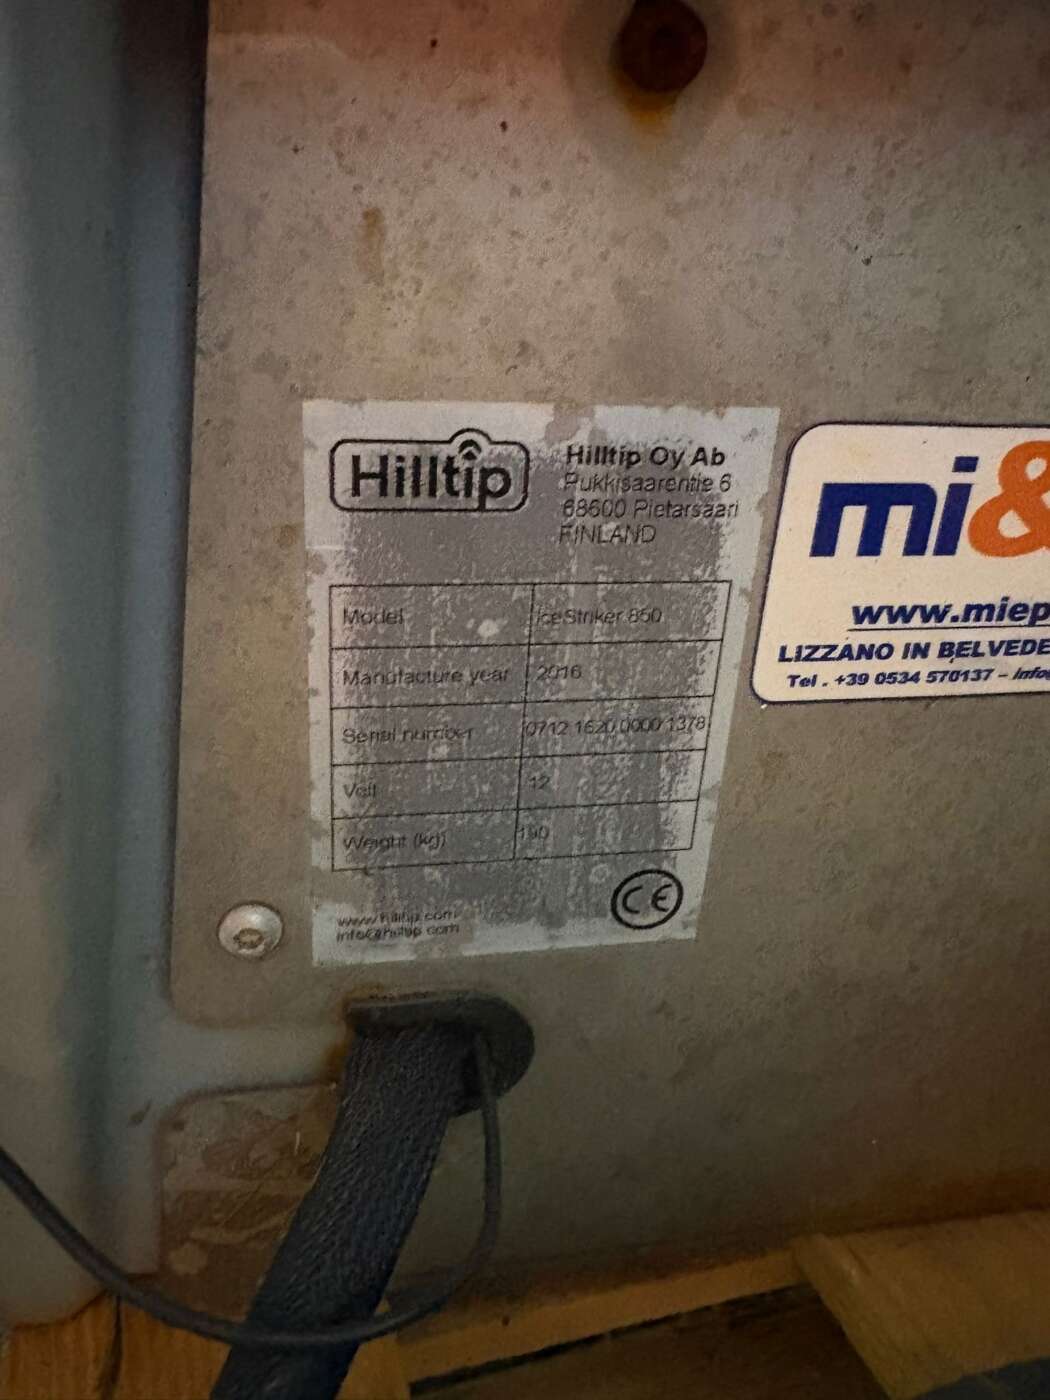 Hilltip
Hilltip Oy Ab
Pukkisaarentie 6
68600 Pietarsaari
FINLAND
Model IceStriker 850
Manufacture year 2016
Serial number 0712 1620 0000 1378
Volt 12
Weight (kg) 190
www.hilltip.com
info@hilltip.com
CE
mi&
www.miep
LIZZANO IN BELVEDE
Tel . +39 0534 570137 – Info